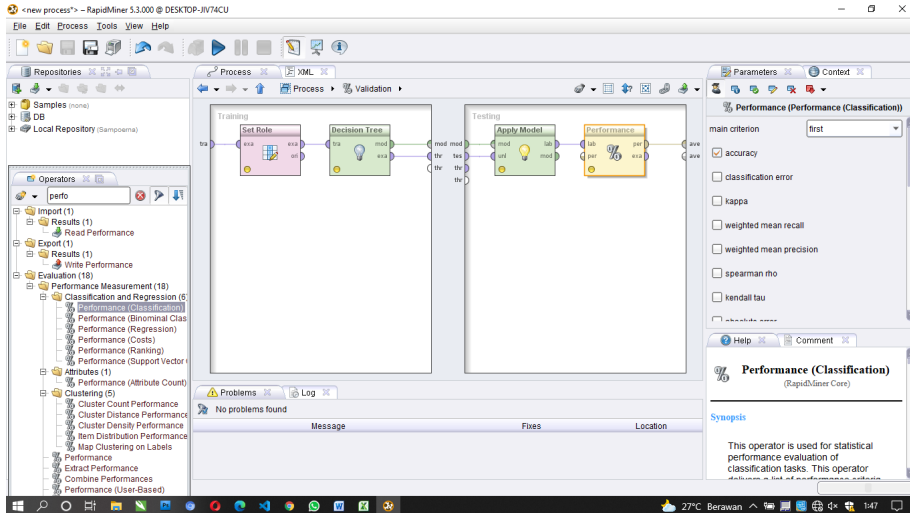 <new process*> – RapidMiner 5.3.000 @ DESKTOP-JIV74CU
File Edit Process Tools View Help
Repositories
Samples (none)
DB
Local Repository (Sampoerna)
Operators
perfo
Import (1)
Results (1)
Read Performance
Export (1)
Results (1)
Write Performance
Evaluation (18)
Performance Measurement (18)
Classification and Regression (6
Performance (Classification)
Performance (Binominal Clas
Performance (Regression)
Performance (Costs)
Performance (Ranking)
Performance (Support Vector
Attributes (1)
Performance (Attribute Count)
Clustering (5)
Cluster Count Performance
Cluster Distance Performance
Cluster Density Performance
Item Distribution Performance
Map Clustering on Labels
Performance
Extract Performance
Combine Performances
Performance (User-Based)
Process XML
Process Validation
Training
Set Role Decision Tree
tra exa exa tra mod mod
ori exa thr
thr
Testing
Apply Model Performance
mod mod lab lab per ave
tes unl mod per exa ave
thr
thr
Problems Log
No problems found
Message Fixes Location
Parameters Context
Performance (Performance (Classification))
main criterion first
accuracy
classification error
kappa
weighted mean recall
weighted mean precision
spearman rho
kendall tau
absolute error
Help Comment
Performance (Classification)
(RapidMiner Core)
Synopsis
This operator is used for statistical
performance evaluation of
classification tasks. This operator
delivers a list of performance criteria
27°C Berawan 1:47